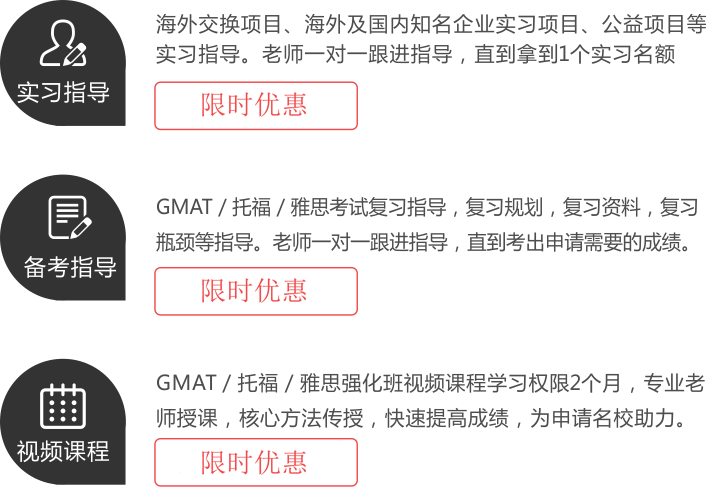 海外交换项目、海外及国内知名企业实习项目、公益项目等
实习指导。老师一对一跟进指导，直到拿到1个实习名额
实习指导
限时优惠
GMAT / 托福 / 雅思考试复习指导，复习规划，复习资料，复习
瓶颈等指导。老师一对一跟进指导，直到考出申请需要的成绩。
备考指导
限时优惠
GMAT / 托福 / 雅思强化班视频课程学习权限2个月，专业老
师授课，核心方法传授，快速提高成绩，为申请名校助力。
视频课程
限时优惠